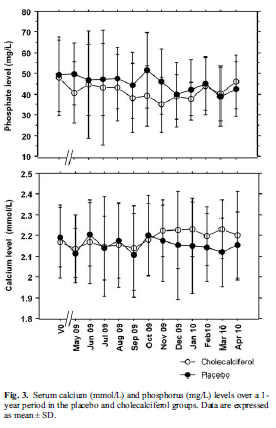 Phosphate level (mg/L)
80
70
60
50
40
30
20
10
Calcium level (mmol/L)
2.5
2.4
2.3
2.2
2.1
2.0
1.9
1.8
V0
May 09
Jun 09
Jul 09
Aug 09
Sep 09
Oct 09
Nov 09
Dec 09
Jan 10
Feb10
Mar 10
Apr 10
Cholecalciferol
Placebo
Fig. 3. Serum calcium (mmol/L) and phosphorus (mg/L) levels over a 1-
year period in the placebo and cholecalciferol groups. Data are expressed
as mean ± SD.